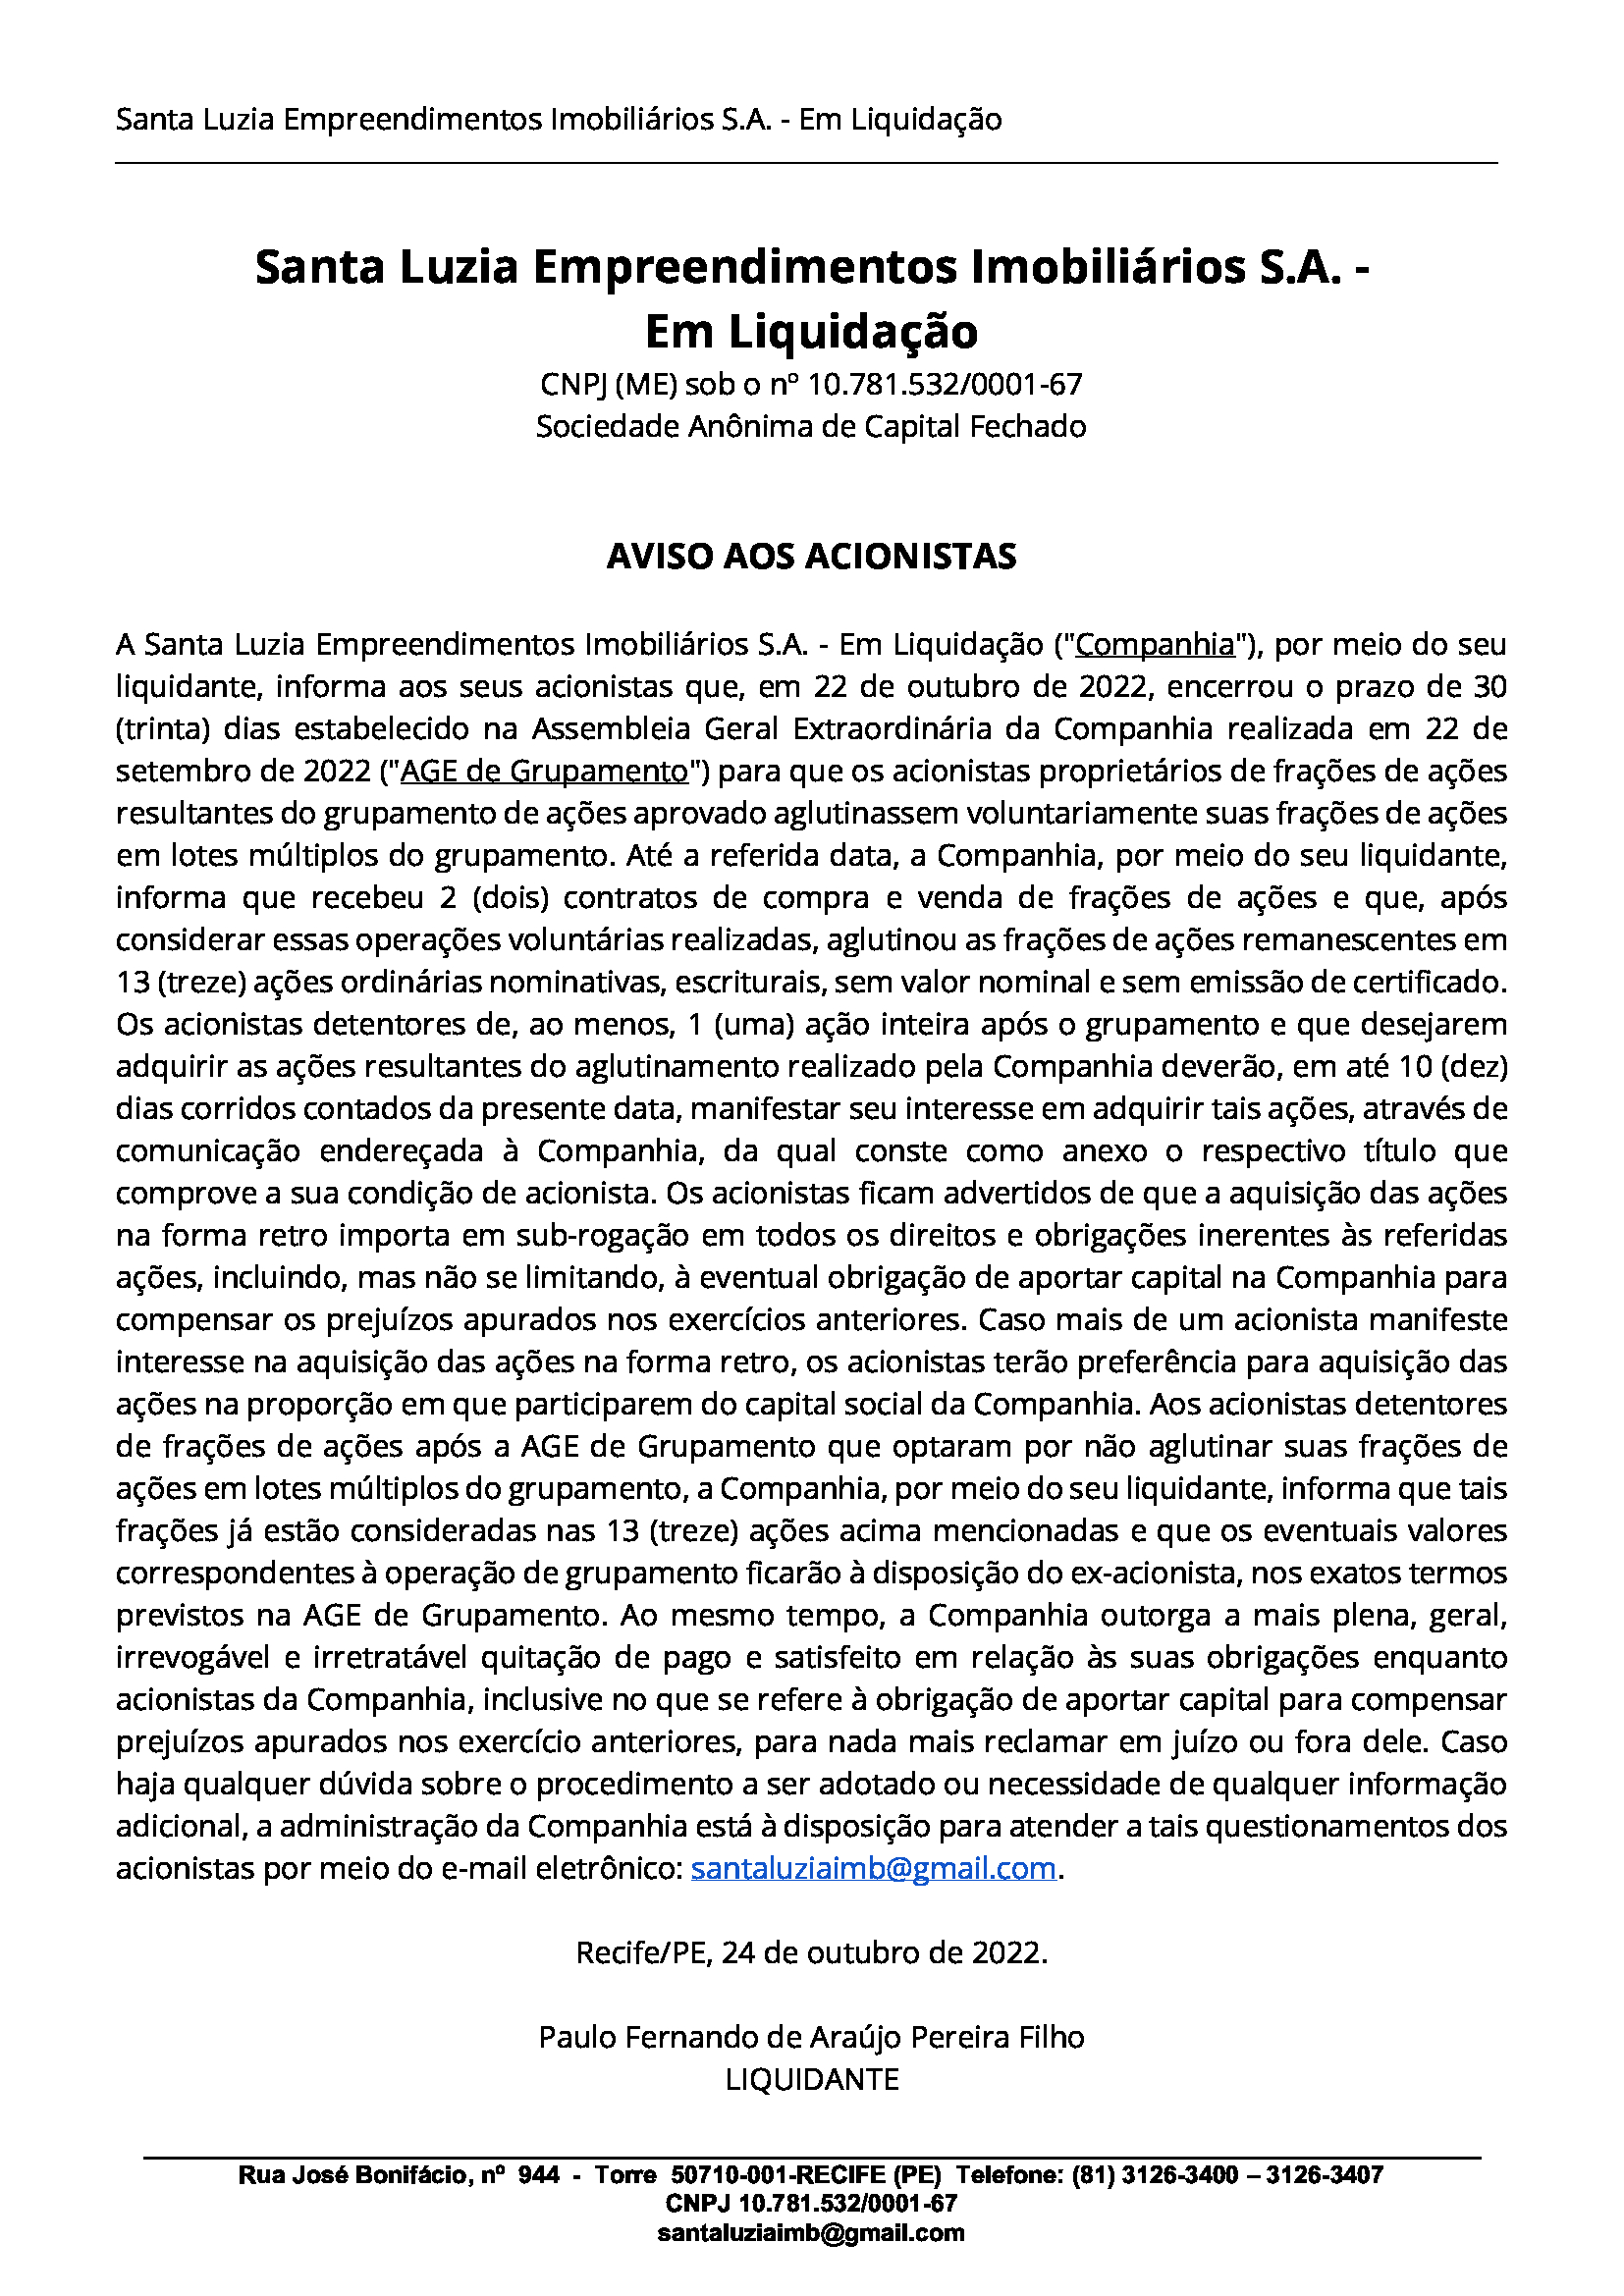 Santa Luzia Empreendimentos Imobiliários S.A. - Em Liquidação
Santa Luzia Empreendimentos Imobiliários S.A. -
Em Liquidação
CNPJ (ME) sob o nº 10.781.532/0001-67
Sociedade Anônima de Capital Fechado
AVISO AOS ACIONISTAS
A Santa Luzia Empreendimentos Imobiliários S.A. - Em Liquidação ("Companhia"), por meio do seu
liquidante, informa aos seus acionistas que, em 22 de outubro de 2022, encerrou o prazo de 30
(trinta) dias estabelecido na Assembleia Geral Extraordinária da Companhia realizada em 22 de
setembro de 2022 ("AGE de Grupamento") para que os acionistas proprietários de frações de ações
resultantes do grupamento de ações aprovado aglutinassem voluntariamente suas frações de ações
em lotes múltiplos do grupamento. Até a referida data, a Companhia, por meio do seu liquidante,
informa que recebeu 2 (dois) contratos de compra e venda de frações de ações e que, após
considerar essas operações voluntárias realizadas, aglutinou as frações de ações remanescentes em
13 (treze) ações ordinárias nominativas, escriturais, sem valor nominal e sem emissão de certificado.
Os acionistas detentores de, ao menos, 1 (uma) ação inteira após o grupamento e que desejarem
adquirir as ações resultantes do aglutinamento realizado pela Companhia deverão, em até 10 (dez)
dias corridos contados da presente data, manifestar seu interesse em adquirir tais ações, através de
comunicação endereçada à Companhia, da qual conste como anexo o respectivo título que
comprove a sua condição de acionista. Os acionistas ficam advertidos de que a aquisição das ações
na forma retro importa em sub-rogação em todos os direitos e obrigações inerentes às referidas
ações, incluindo, mas não se limitando, à eventual obrigação de aportar capital na Companhia para
compensar os prejuízos apurados nos exercícios anteriores. Caso mais de um acionista manifeste
interesse na aquisição das ações na forma retro, os acionistas terão preferência para aquisição das
ações na proporção em que participarem do capital social da Companhia. Aos acionistas detentores
de frações de ações após a AGE de Grupamento que optaram por não aglutinar suas frações de
ações em lotes múltiplos do grupamento, a Companhia, por meio do seu liquidante, informa que tais
frações já estão consideradas nas 13 (treze) ações acima mencionadas e que os eventuais valores
correspondentes à operação de grupamento ficarão à disposição do ex-acionista, nos exatos termos
previstos na AGE de Grupamento. Ao mesmo tempo, a Companhia outorga a mais plena, geral,
irrevogável e irretratável quitação de pago e satisfeito em relação às suas obrigações enquanto
acionistas da Companhia, inclusive no que se refere à obrigação de aportar capital para compensar
prejuízos apurados nos exercício anteriores, para nada mais reclamar em juízo ou fora dele. Caso
haja qualquer dúvida sobre o procedimento a ser adotado ou necessidade de qualquer informação
adicional, a administração da Companhia está à disposição para atender a tais questionamentos dos
acionistas por meio do e-mail eletrônico: santaluziaimb@gmail.com.
Recife/PE, 24 de outubro de 2022.
Paulo Fernando de Araújo Pereira Filho
LIQUIDANTE
Rua José Bonifácio, nº 944 - Torre 50710-001-RECIFE (PE) Telefone: (81) 3126-3400 – 3126-3407
CNPJ 10.781.532/0001-67
santaluziaimb@gmail.com